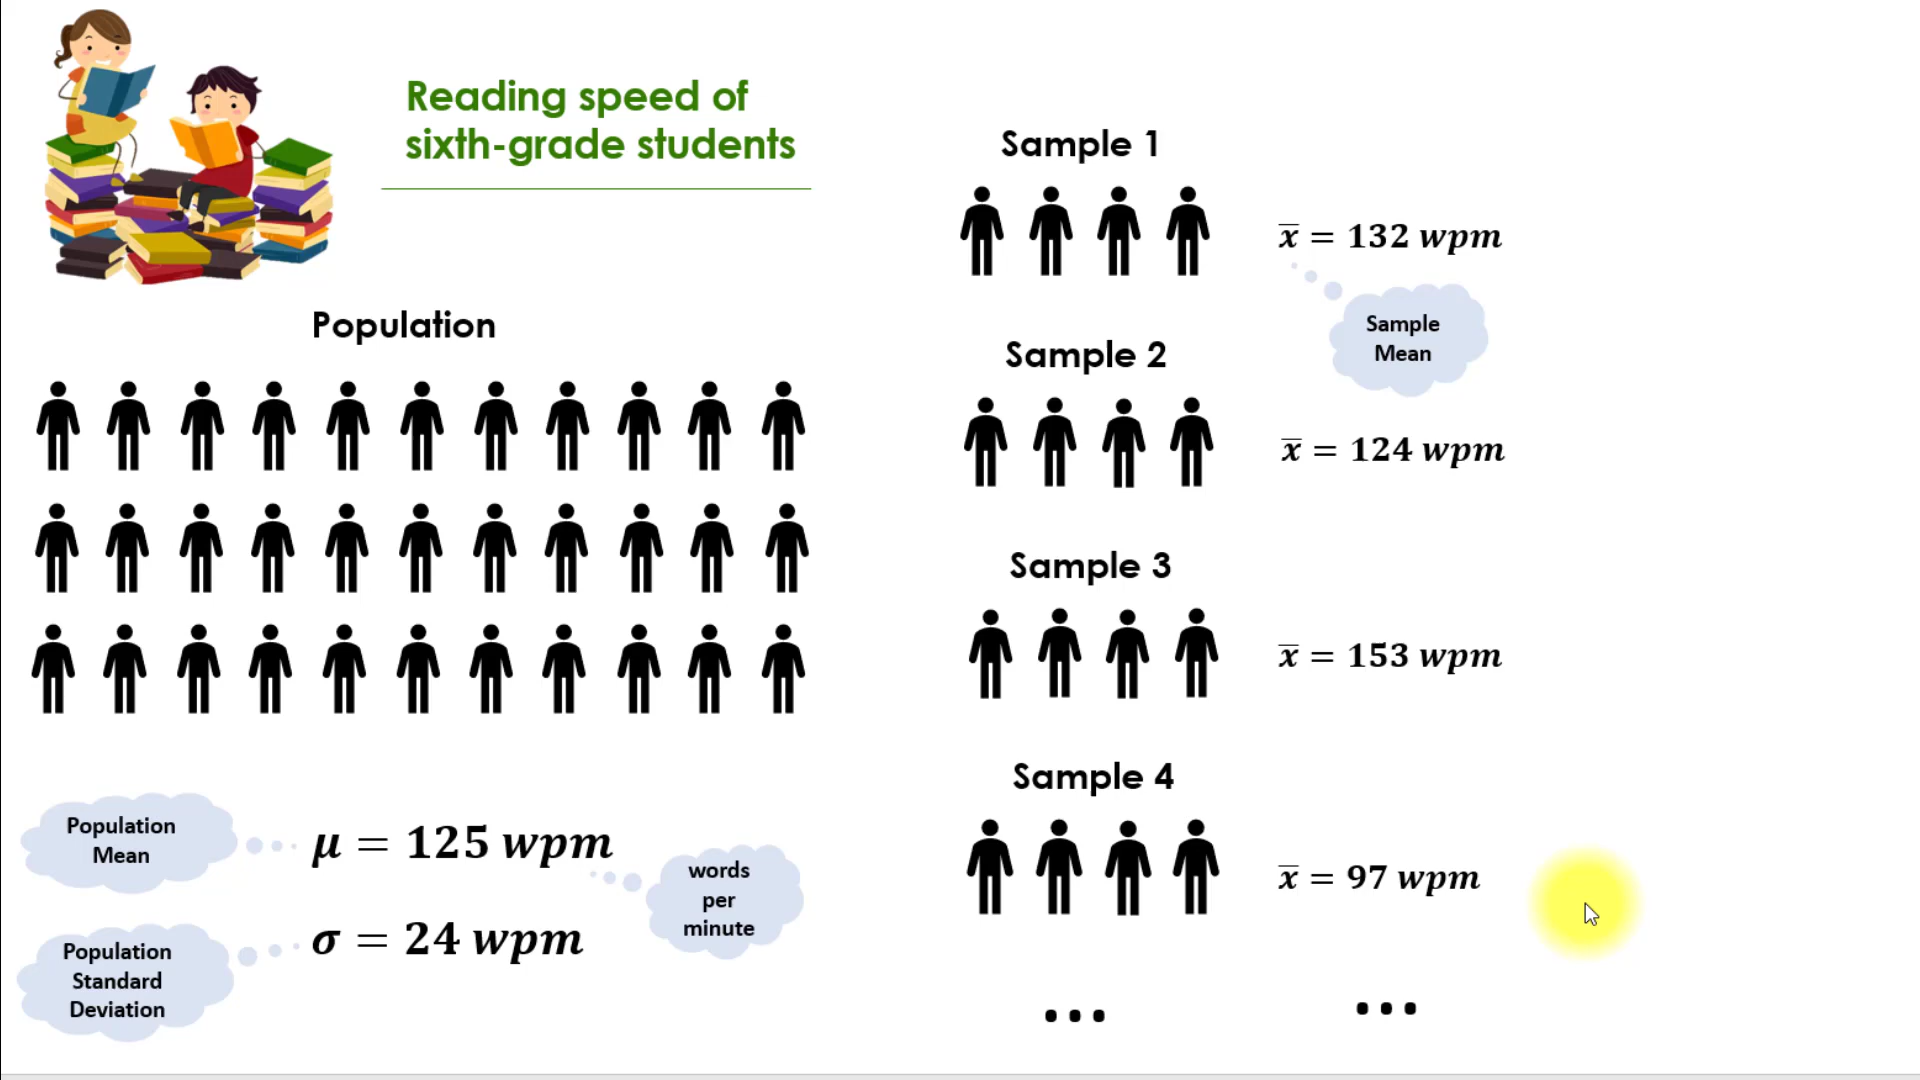 Reading speed of
sixth-grade students
Population
Population
Mean
μ = 125 wpm
words
per
minute
Population
Standard
Deviation
σ = 24 wpm
Sample 1
x̅ = 132 wpm
Sample
Mean
Sample 2
x̅ = 124 wpm
Sample 3
x̅ = 153 wpm
Sample 4
x̅ = 97 wpm
... ...